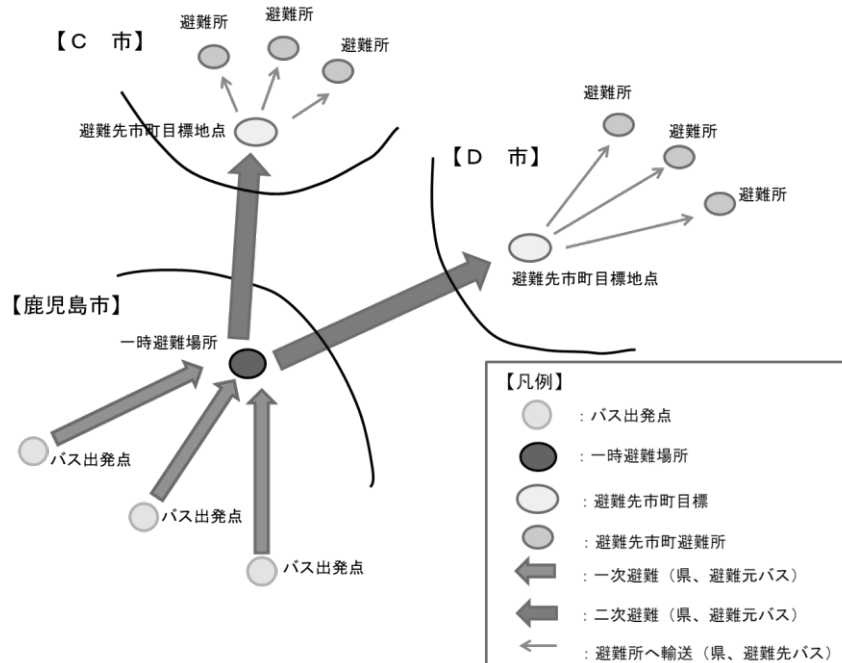 避難所
避難所
避難所
【Ｃ　市】
避難先市町目標地点
避難所
避難所
避難所
【Ｄ　市】
避難先市町目標地点
【鹿児島市】
一時避難場所
バス出発点
バス出発点
バス出発点
【凡例】
：バス出発点
：一時避難場所
：避難先市町目標
：避難先市町避難所
：一次避難（県、避難元バス）
：二次避難（県、避難元バス）
：避難所へ輸送（県、避難先バス）